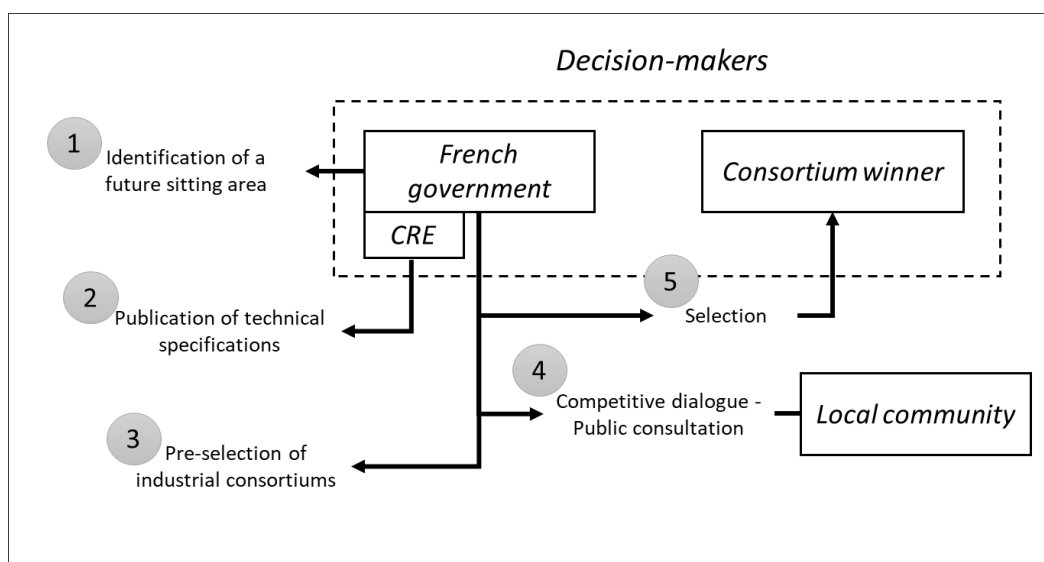 Decision-makers
1
Identification of a
future sitting area
French
government
CRE
Consortium winner
2
Publication of technical
specifications
5
Selection
4
Competitive dialogue -
Public consultation
Local community
3
Pre-selection of
industrial consortiums